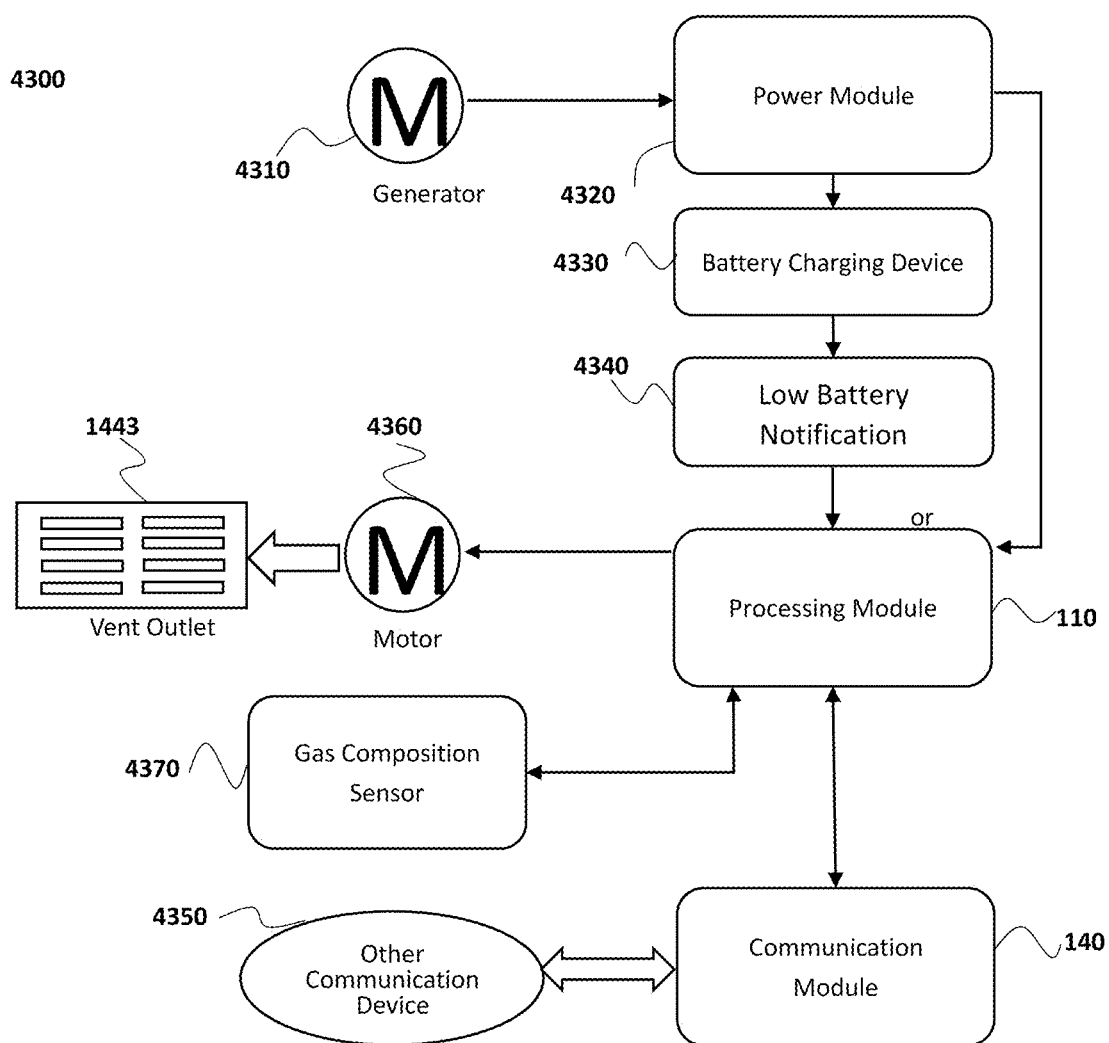 4300
M
Power Module
4310
Generator
4320
4330
Battery Charging Device
4340
Low Battery
Notification
1443
4360
or
M
Vent Outlet
Motor
Processing Module
110
Gas Composition
Sensor
4370
4350
Other
Communication
Device
Communication
Module
140